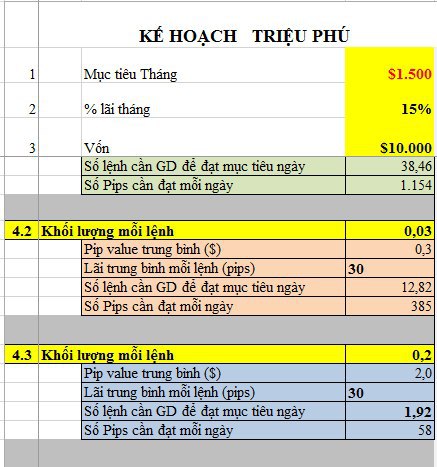 KẾ HOẠCH TRIỆU PHÚ
1 Mục tiêu Tháng $1.500
2 % lãi tháng 15%
3 Vốn $10.000
Số lệnh cần GD để đạt mục tiêu ngày 38,46
Số Pips cần đạt mỗi ngày 1.154
4.2 Khối lượng mỗi lệnh 0,03
Pip value trung bình ($) 0,3
Lãi trung bình mỗi lệnh (pips) 30
Số lệnh cần GD để đạt mục tiêu ngày 12,82
Số Pips cần đạt mỗi ngày 385
4.3 Khối lượng mỗi lệnh 0,2
Pip value trung bình ($) 2,0
Lãi trung bình mỗi lệnh (pips) 30
Số lệnh cần GD để đạt mục tiêu ngày 1,92
Số Pips cần đạt mỗi ngày 58